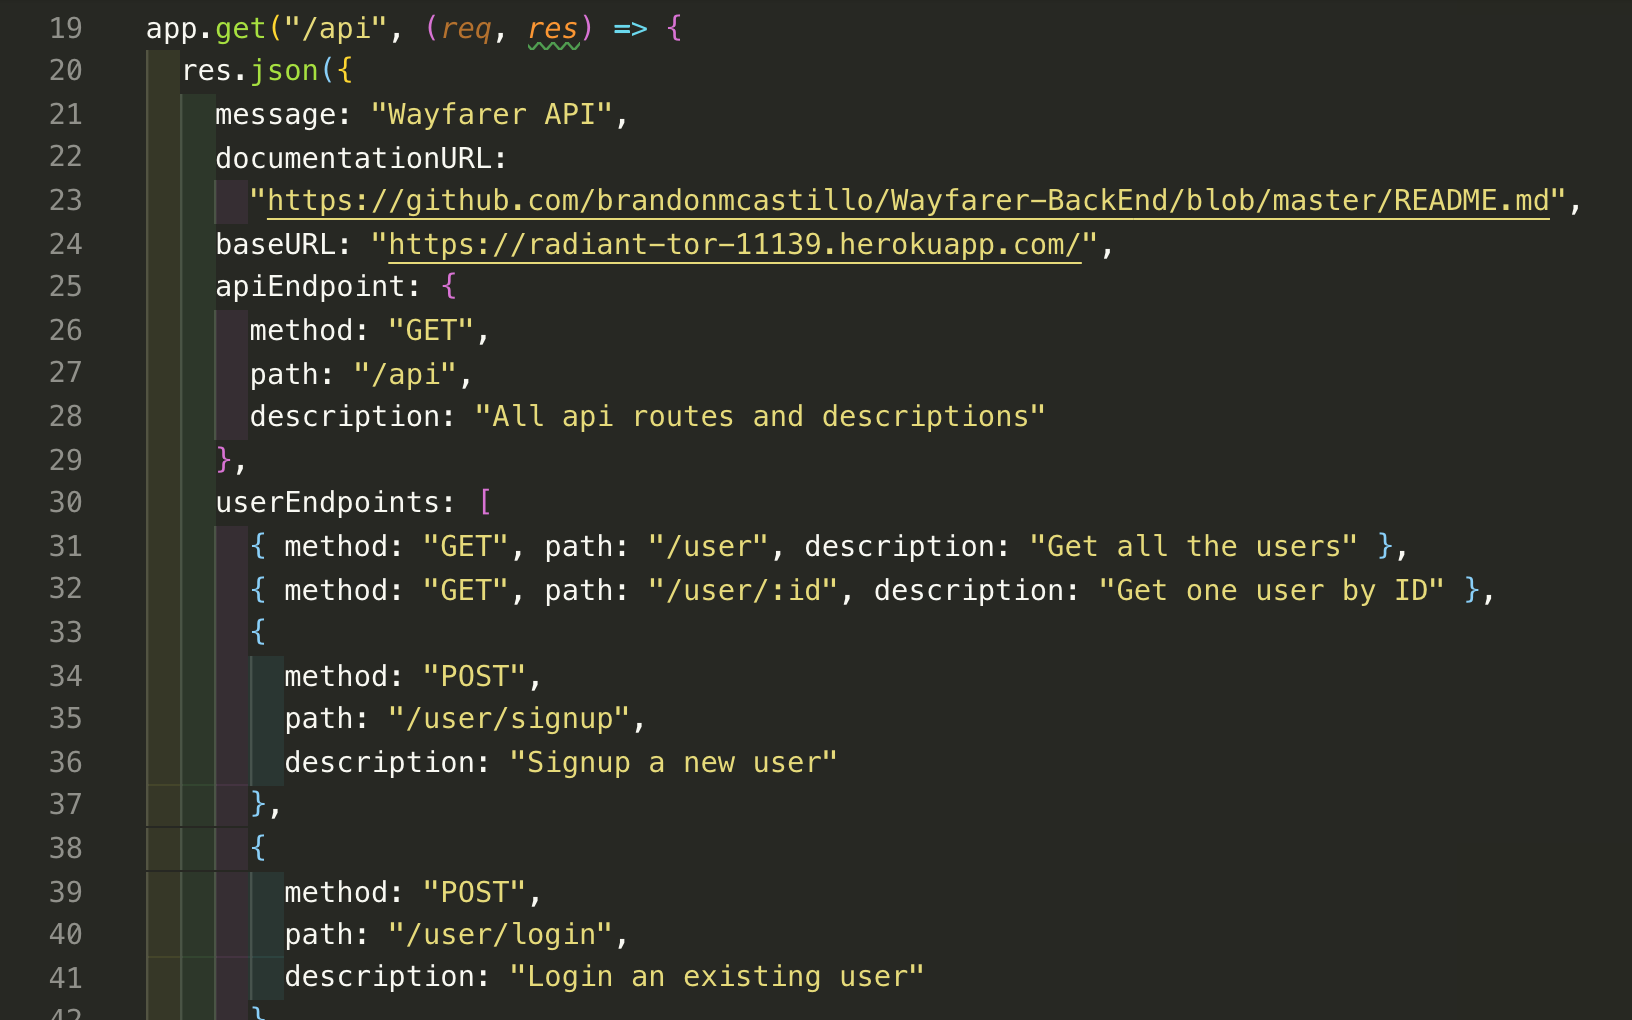 19 app.get("/api", (req, res) => {
20 res.json({
21 message: "Wayfarer API",
22 documentationURL:
23 "https://github.com/brandonmcastillo/Wayfarer-BackEnd/blob/master/README.md",
24 baseURL: "https://radiant-tor-11139.herokuapp.com/",
25 apiEndpoint: {
26 method: "GET",
27 path: "/api",
28 description: "All api routes and descriptions"
29 },
30 userEndpoints: [
31 { method: "GET", path: "/user", description: "Get all the users" },
32 { method: "GET", path: "/user/:id", description: "Get one user by ID" },
33 {
34 method: "POST",
35 path: "/user/signup",
36 description: "Signup a new user"
37 },
38 {
39 method: "POST",
40 path: "/user/login",
41 description: "Login an existing user"
42 }